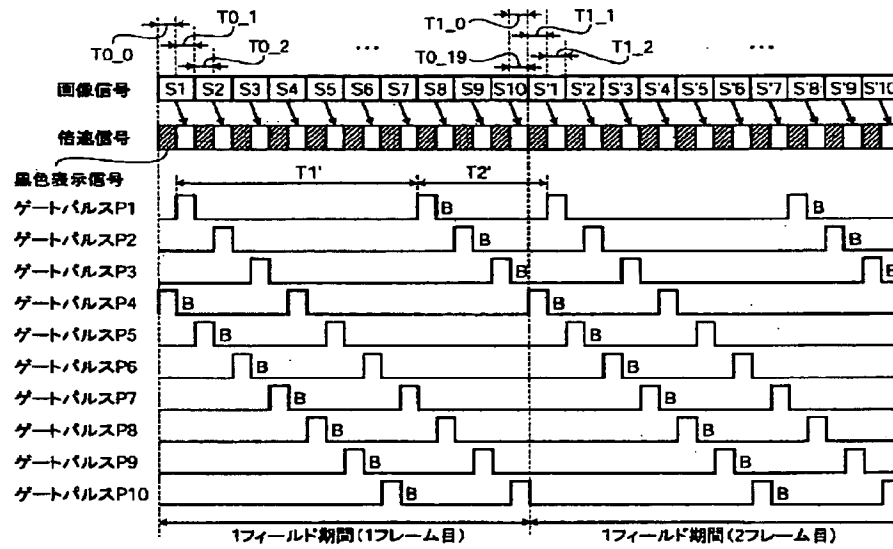 T0_0
T0_1
T0_2
...
T1_0
T0_19
T1_1
T1_2
...
画像信号 S1 S2 S3 S4 S5 S6 S7 S8 S9 S10 S'1 S'2 S'3 S'4 S'5 S'6 S'7 S'8 S'9 S'10
倍速信号
黒色表示信号
T1' T2'
ゲートパルスP1 B B
ゲートパルスP2 B B
ゲートパルスP3 B B
ゲートパルスP4 B B
ゲートパルスP5 B B
ゲートパルスP6 B B
ゲートパルスP7 B B
ゲートパルスP8 B B
ゲートパルスP9 B B
ゲートパルスP10 B B
1フィールド期間(1フレーム目) 1フィールド期間(2フレーム目)